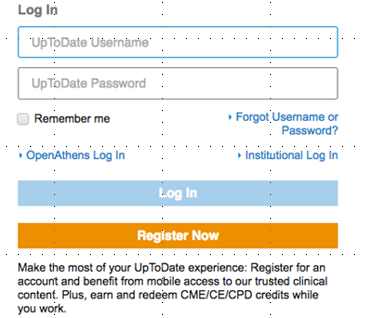 Log In
UpToDate Username
UpToDate Password
Remember me
Forgot Username or
Password?
OpenAthens Log In
Institutional Log In
Log In
Register Now
Make the most of your UpToDate experience: Register for an
account and benefit from mobile access to our trusted clinical
content. Plus, earn and redeem CME/CE/CPD credits while
you work.